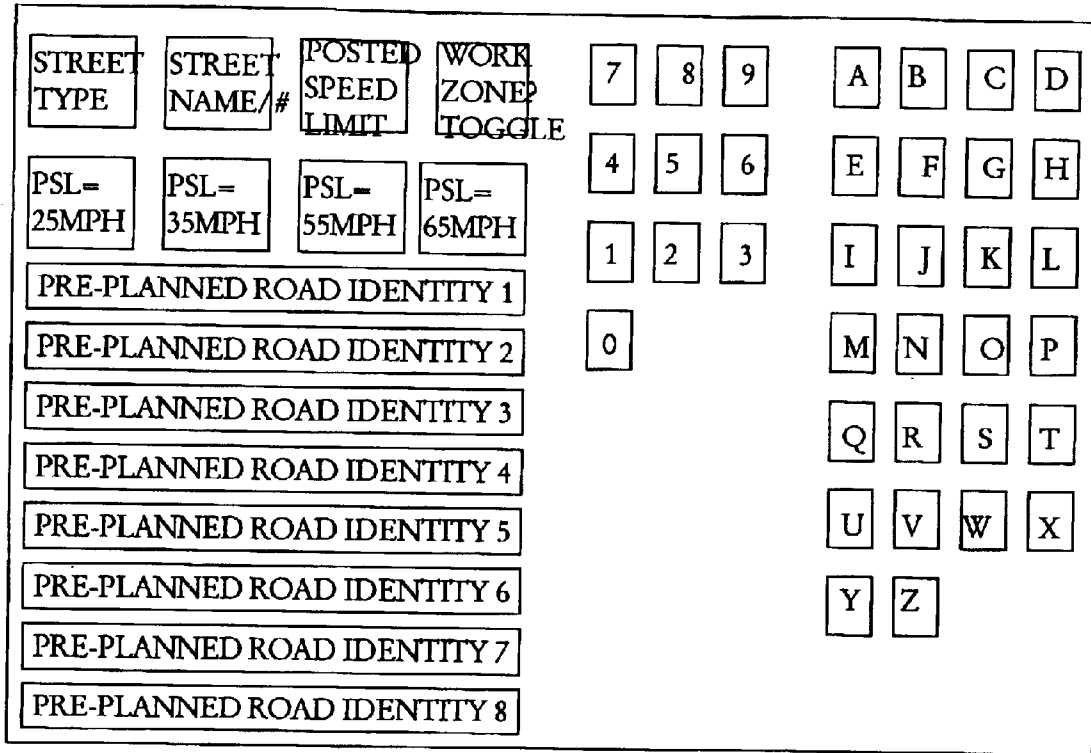 STREET
TYPE
STREET
NAME/#
POSTED
SPEED
LIMIT
WORK
ZONE?
TOGGLE
PSL=
25MPH
PSL=
35MPH
PSL=
55MPH
PSL=
65MPH
PRE-PLANNED ROAD IDENTITY 1
PRE-PLANNED ROAD IDENTITY 2
PRE-PLANNED ROAD IDENTITY 3
PRE-PLANNED ROAD IDENTITY 4
PRE-PLANNED ROAD IDENTITY 5
PRE-PLANNED ROAD IDENTITY 6
PRE-PLANNED ROAD IDENTITY 7
PRE-PLANNED ROAD IDENTITY 8
7 8 9
4 5 6
1 2 3
0
A B C D
E F G H
I J K L
M N O P
Q R S T
U V W X
Y Z